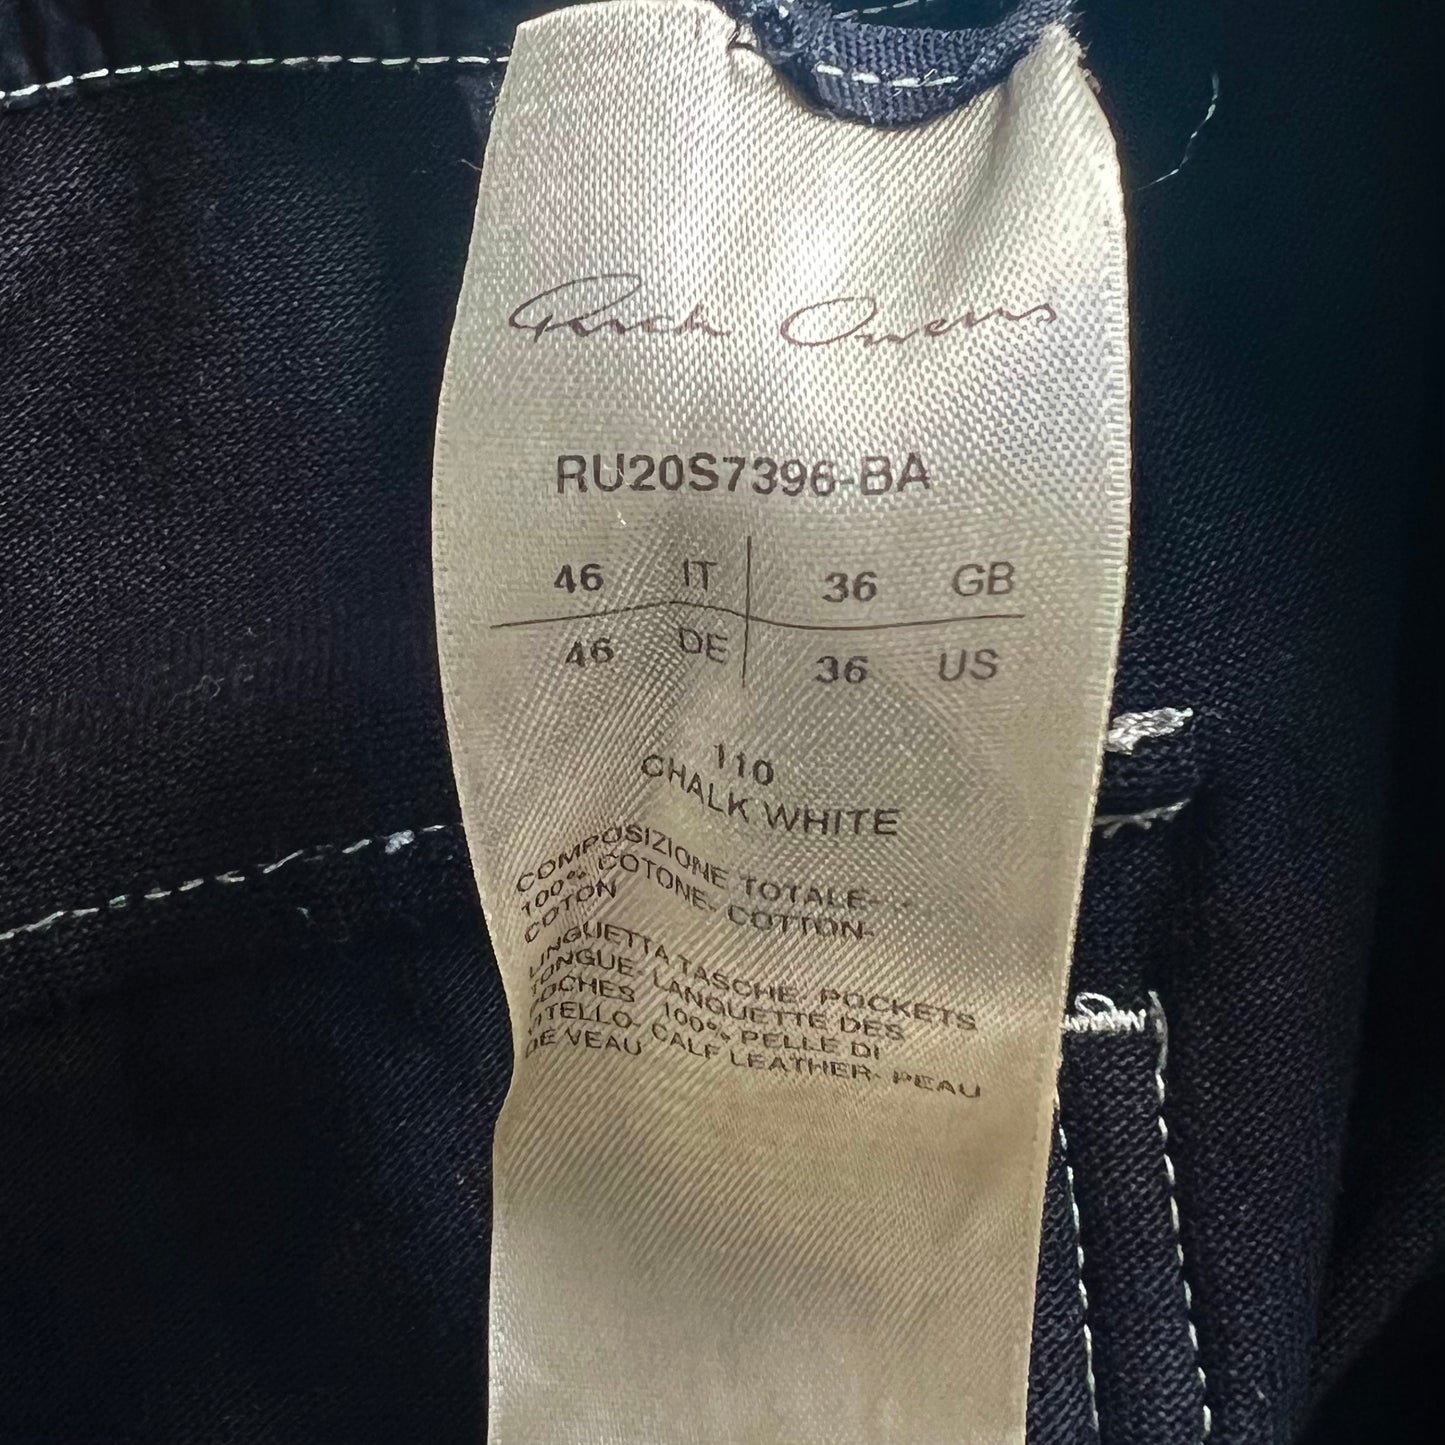 Rick Owens
RU20S7396-BA
46 IT 36 GB
46 DE 36 US
110
CHALK WHITE
COMPOSIZIONE TOTALE-
100% COTONE- COTTON-
COTON
LINGUETTA TASCHE- POCKETS
TONGUE- LANGUETTE DES
POCHES 100% PELLE DI
VITELLO- CALF LEATHER- PEAU
DE VEAU